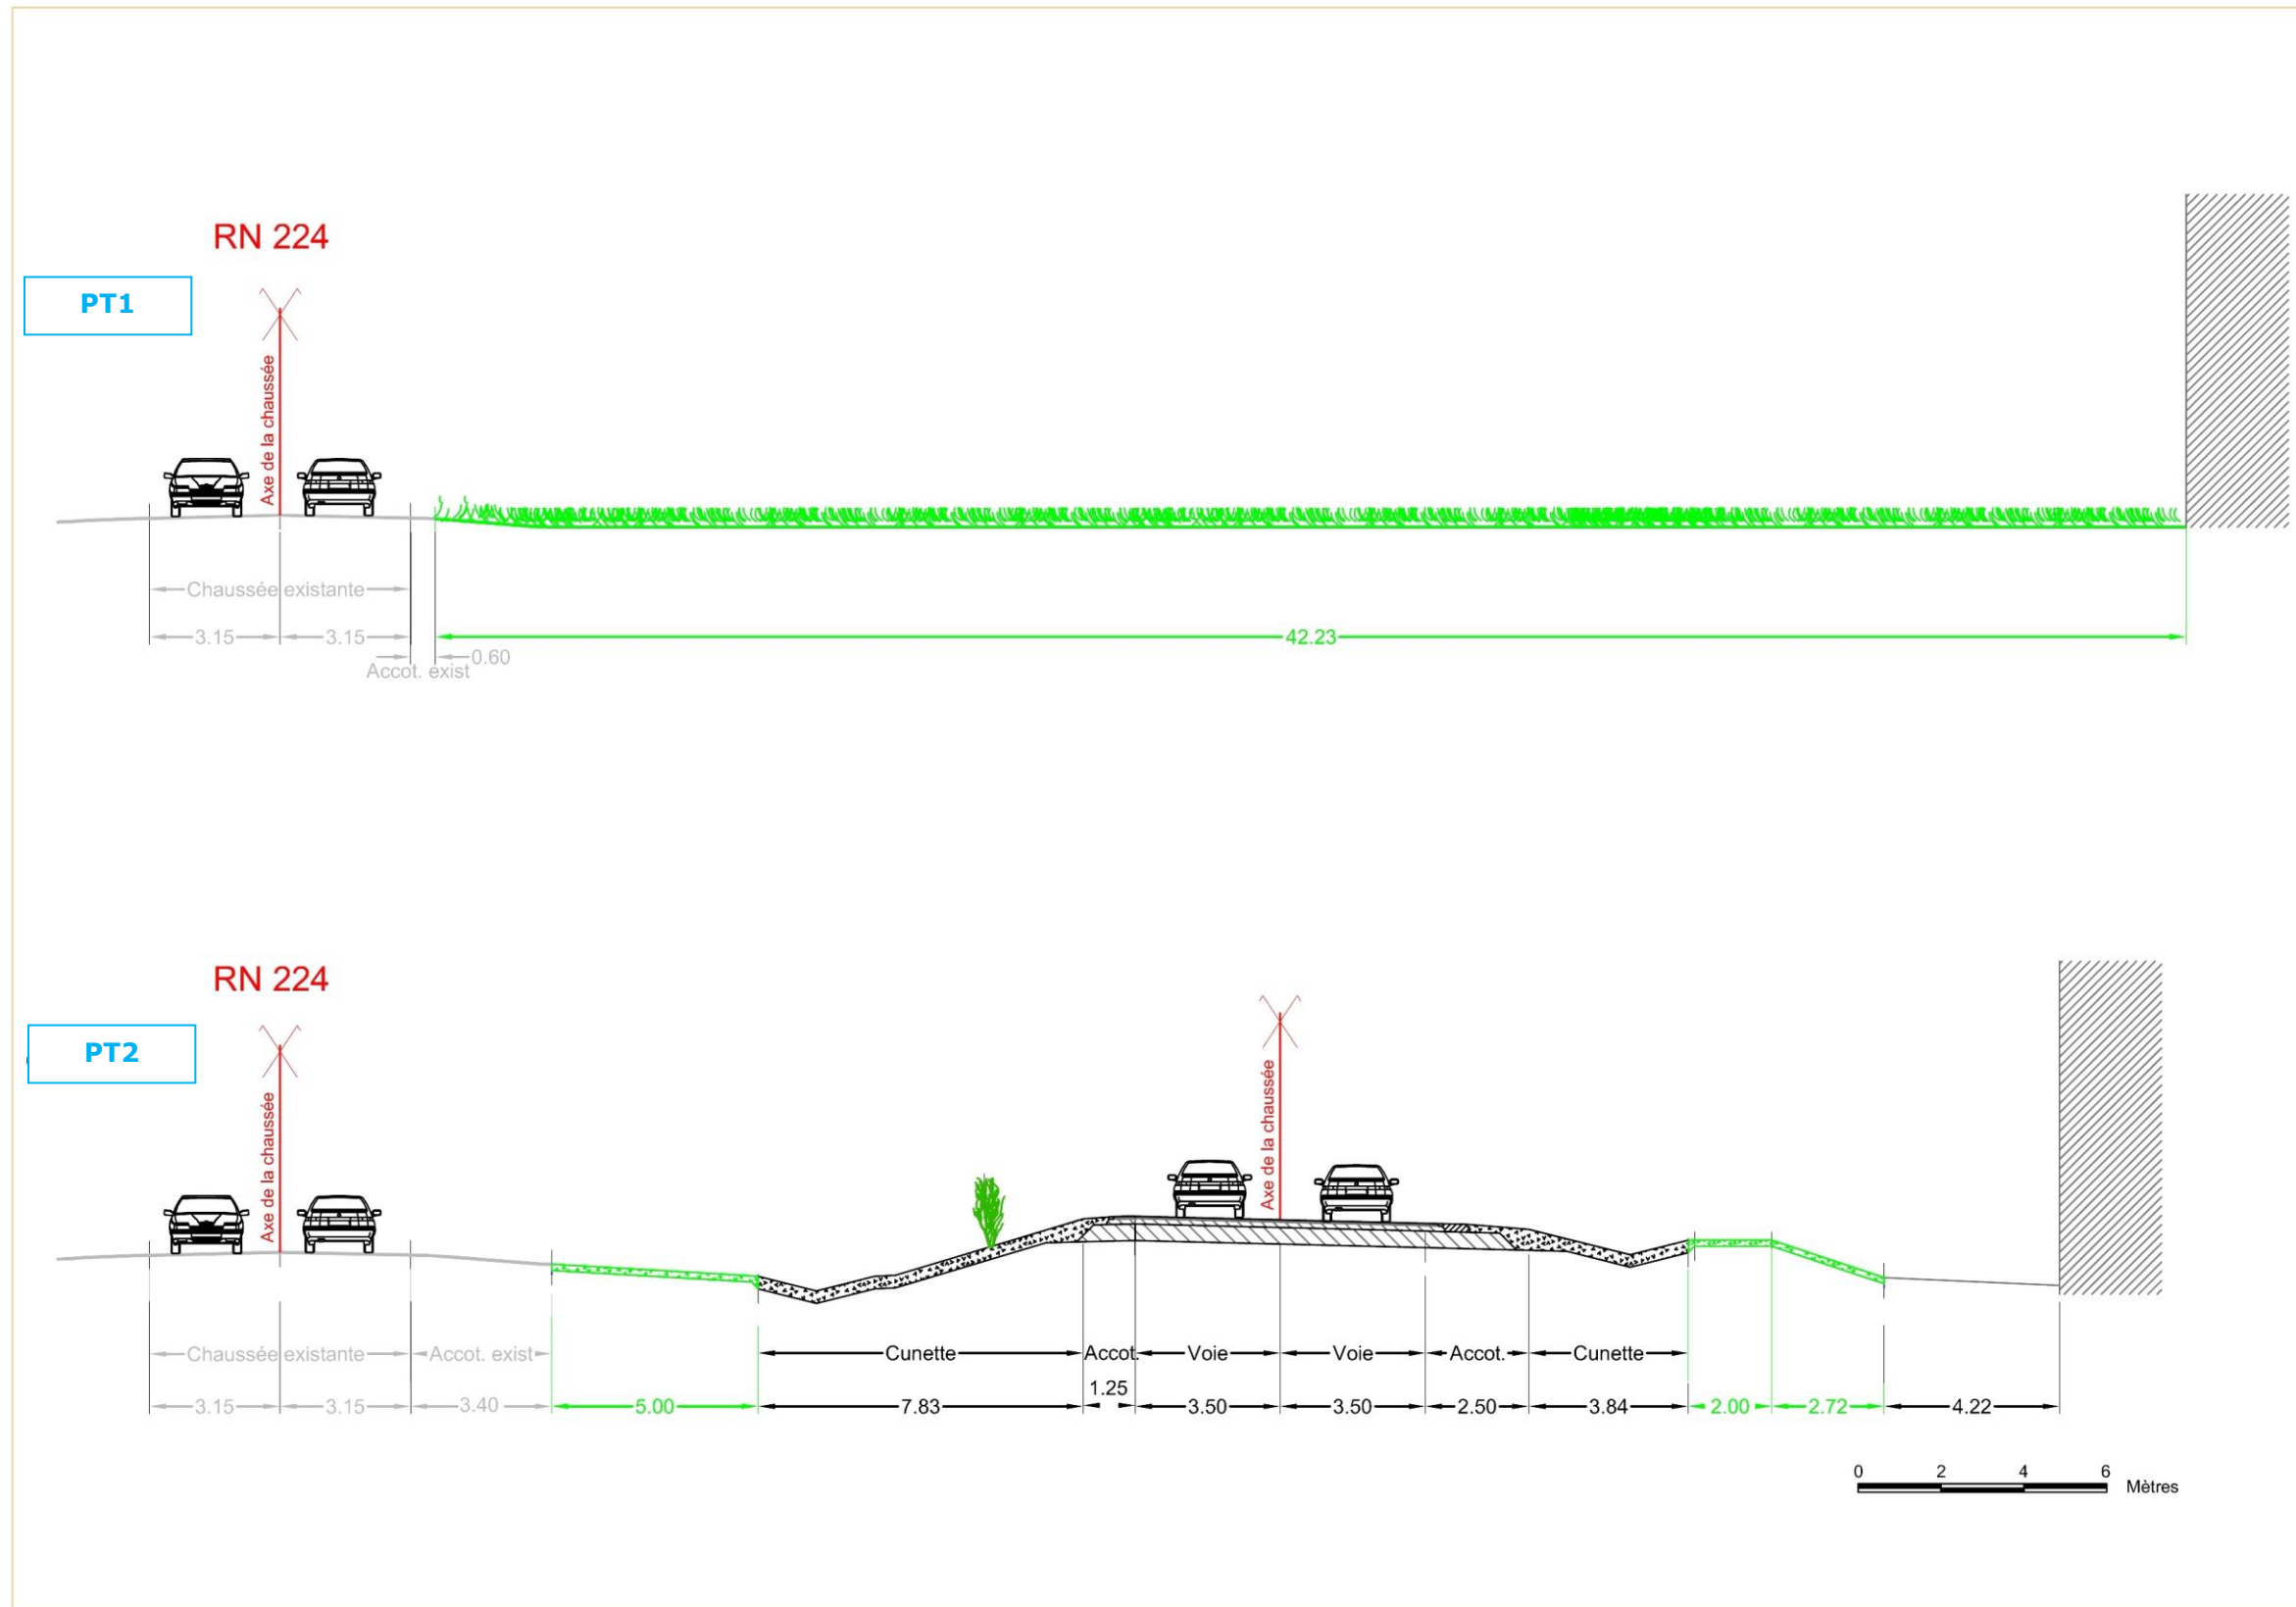 RN 224
PT1
Axe de la chaussée
Chaussée existante
3.15 3.15 42.23
0.60
Accot. exist
RN 224
PT2
Axe de la chaussée
Axe de la chaussée
Chaussée existante Accot. exist Cunette Accot. Voie Voie Accot. Cunette
1.25
3.15 3.15 3.40 5.00 7.83 3.50 3.50 2.50 3.84 2.00 2.72 4.22
0 2 4 6
Mètres